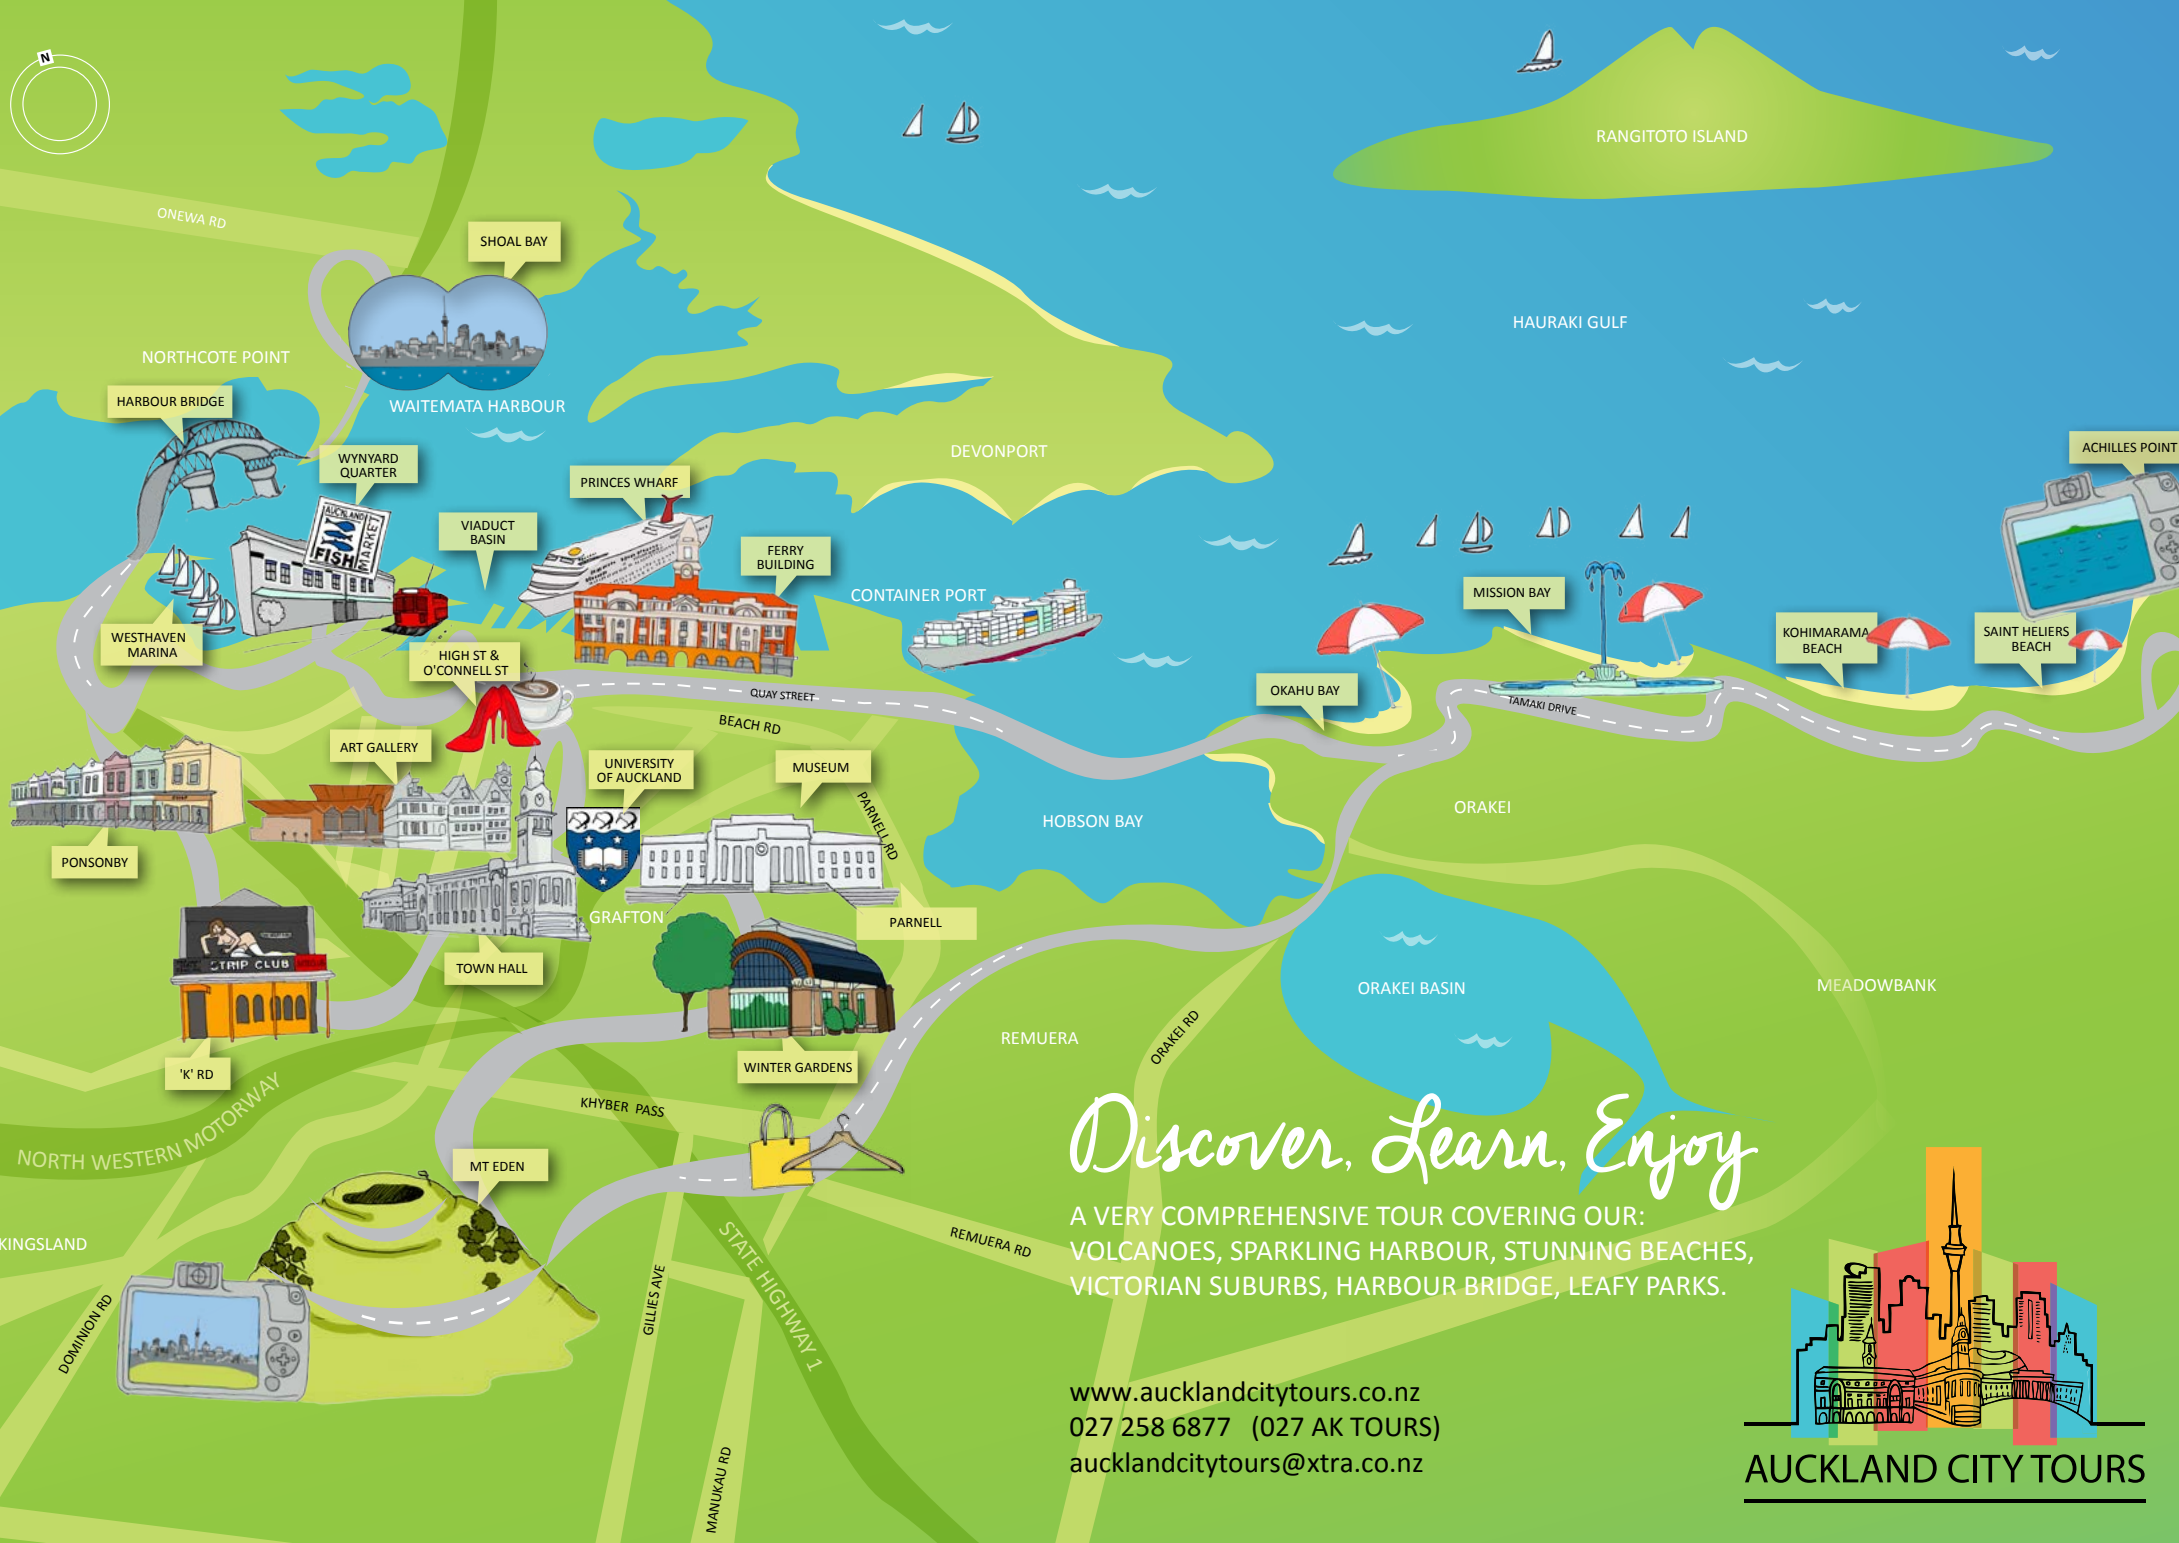 N
ONEWA RD
SHOAL BAY
RANGITOTO ISLAND
HAURAKI GULF
NORTHCOTE POINT
HARBOUR BRIDGE
WAITEMATA HARBOUR
WYNYARD
QUARTER
DEVONPORT
ACHILLES POINT
PRINCES WHARF
AUCKLAND
FISH
MARKET
VIADUCT
BASIN
FERRY
BUILDING
CONTAINER PORT
MISSION BAY
WESTHAVEN
MARINA
HIGH ST &
O'CONNELL ST
KOHIMARAMA
BEACH
SAINT HELIERS
BEACH
OKAHU BAY
QUAY STREET
TAMAKI DRIVE
BEACH RD
ART GALLERY
UNIVERSITY
OF AUCKLAND
MUSEUM
PARNELL RD
ORAKEI
HOBSON BAY
PONSONBY
GRAFTON
PARNELL
STRIP CLUB
TOWN HALL
ORAKEI BASIN
MEADOWBANK
REMUERA
ORAKEI RD
'K' RD
WINTER GARDENS
KHYBER PASS
NORTH WESTERN MOTORWAY
MT EDEN
Discover, Learn, Enjoy
A VERY COMPREHENSIVE TOUR COVERING OUR:
VOLCANOES, SPARKLING HARBOUR, STUNNING BEACHES,
VICTORIAN SUBURBS, HARBOUR BRIDGE, LEAFY PARKS.
KINGSLAND
REMUERA RD
STATE HIGHWAY 1
GILLIES AVE
DOMINION RD
MANUKAU RD
www.aucklandcitytours.co.nz
027 258 6877 (027 AK TOURS)
aucklandcitytours@xtra.co.nz
AUCKLAND CITY TOURS